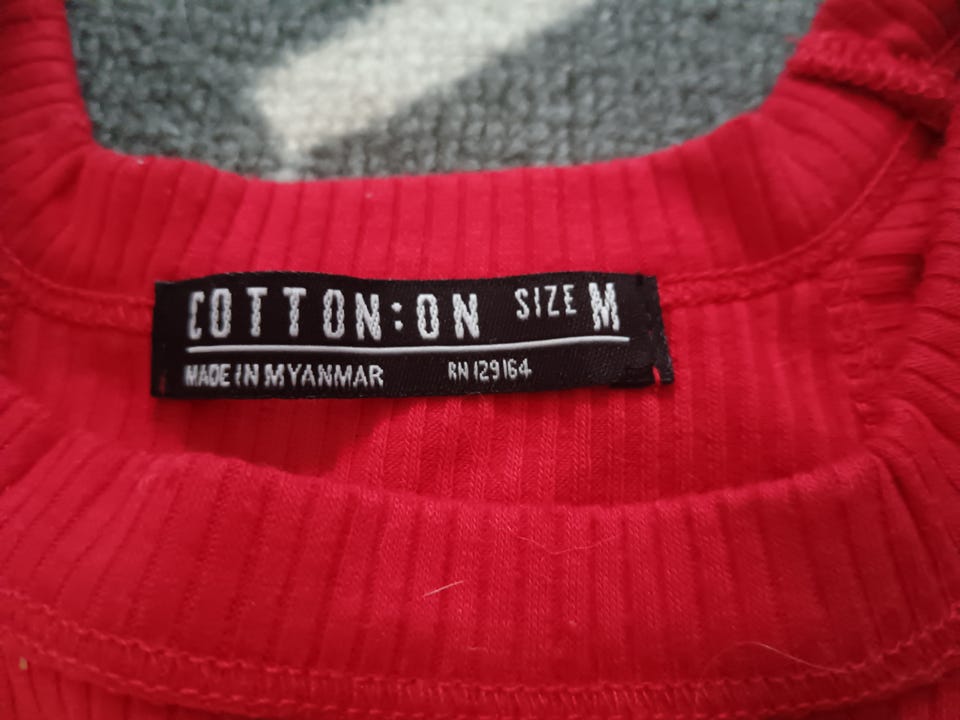 COTTON:ON SIZE M
MADE IN MYANMAR RN 129164